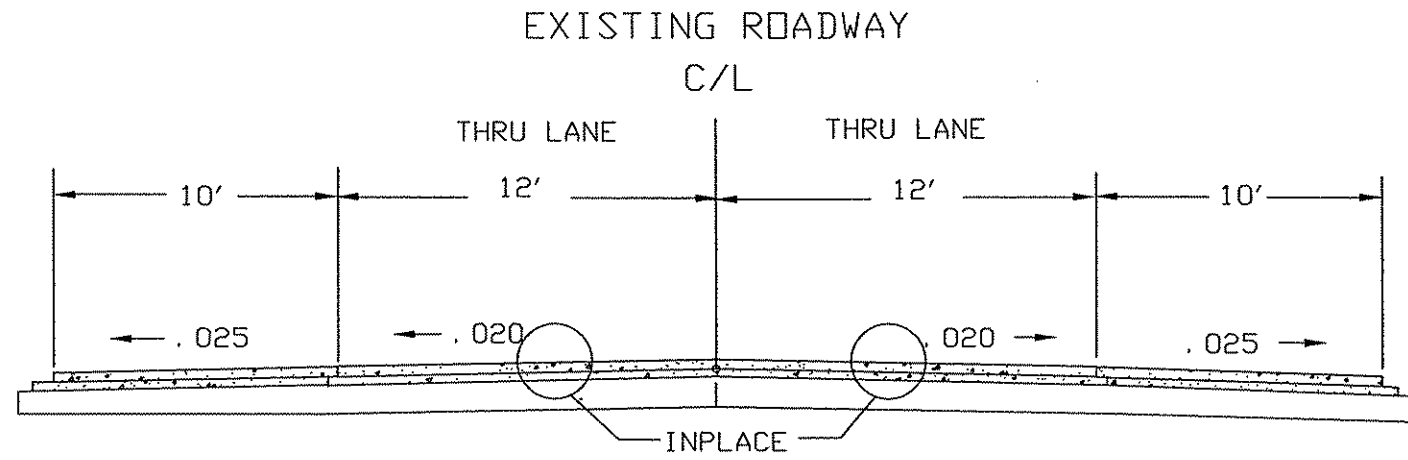 EXISTING ROADWAY
C/L
THRU LANE THRU LANE
10' 12' 12' 10'
.025 .020 .020 .025
INPLACE